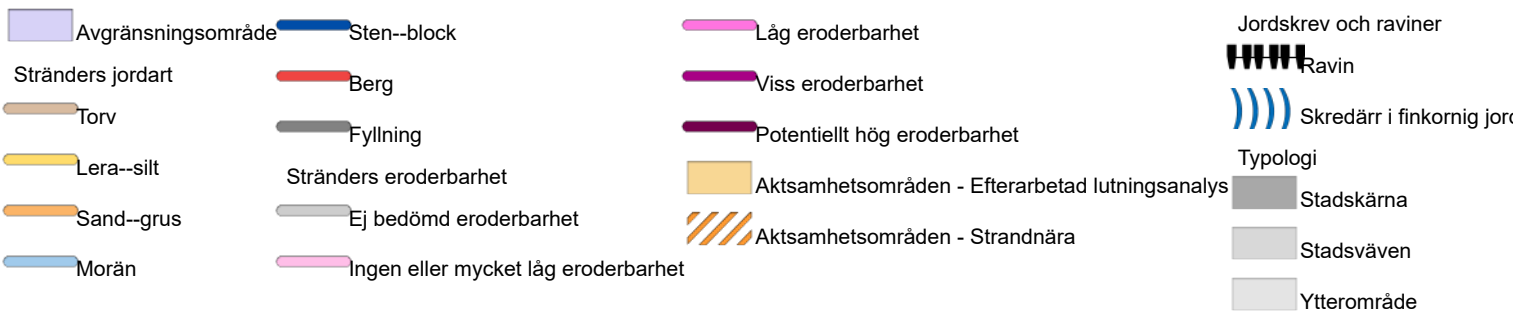 Avgränsningsområde
Stränders jordart
Torv
Lera--silt
Sand--grus
Morän
Sten--block
Berg
Fyllning
Stränders eroderbarhet
Ej bedömd eroderbarhet
Ingen eller mycket låg eroderbarhet
Låg eroderbarhet
Viss eroderbarhet
Potentiellt hög eroderbarhet
Aktsamhetsområden - Efterarbetad lutningsanalys
Aktsamhetsområden - Strandnära
Jordskrev och raviner
Ravin
Skredärr i finkornig jord
Typologi
Stadskärna
Stadsväven
Ytterområde